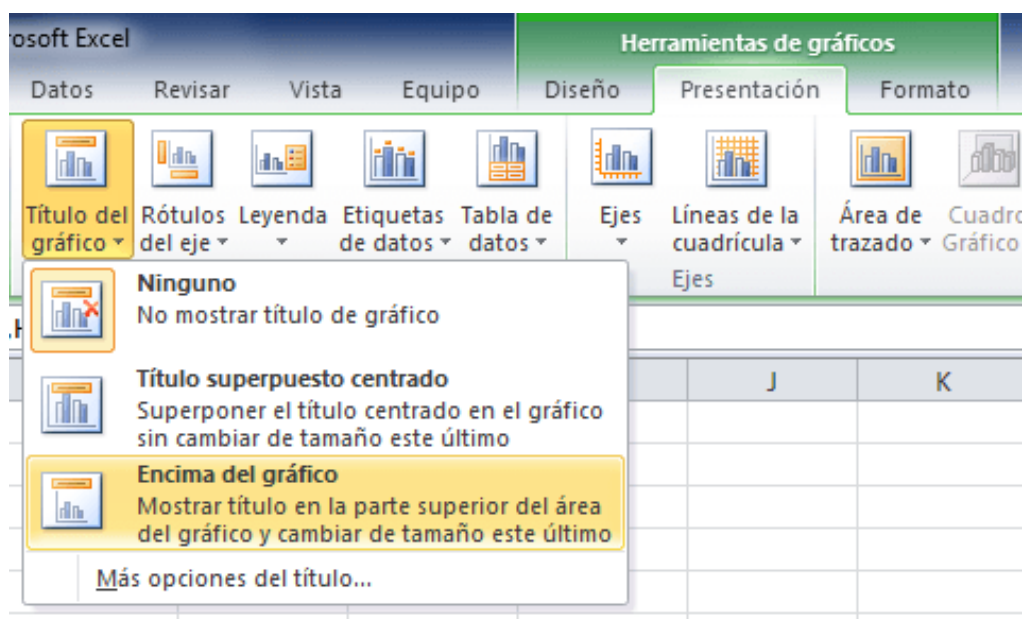 osoft Excel
Herramientas de gráficos
Datos Revisar Vista Equipo Diseño Presentación Formato
Título del gráfico
Rótulos del eje
Leyenda
Etiquetas de datos
Tabla de datos
Ejes
Líneas de la cuadrícula
Área de trazado
Cuadro
Gráfico
Ejes
Ninguno
No mostrar título de gráfico
Título superpuesto centrado
Superponer el título centrado en el gráfico
sin cambiar de tamaño este último
Encima del gráfico
Mostrar título en la parte superior del área
del gráfico y cambiar de tamaño este último
Más opciones del título...
J K